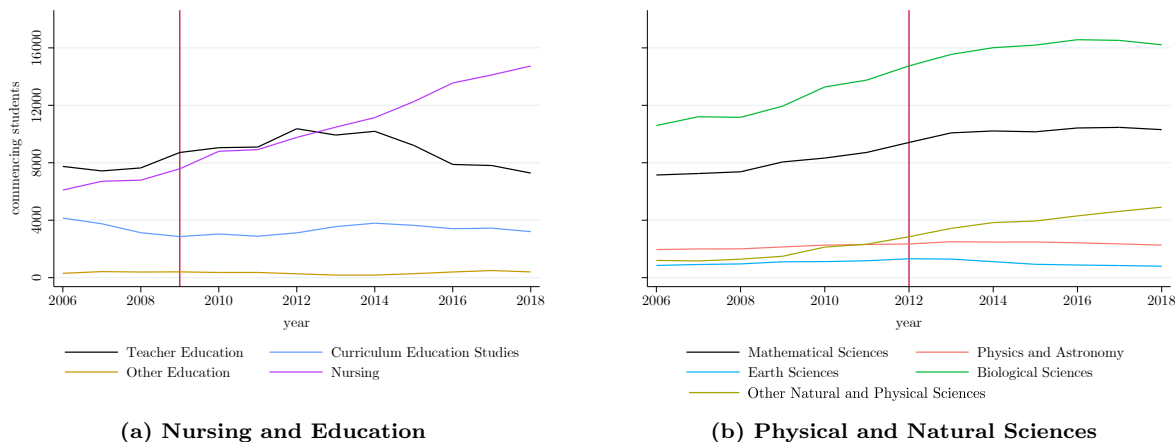 commencing students
0
4000
8000
12000
16000
2006 2008 2010 2012 2014 2016 2018
year
Teacher Education Curriculum Education Studies
Other Education Nursing
(a) Nursing and Education
2006 2008 2010 2012 2014 2016 2018
year
Mathematical Sciences Physics and Astronomy
Earth Sciences Biological Sciences
Other Natural and Physical Sciences
(b) Physical and Natural Sciences